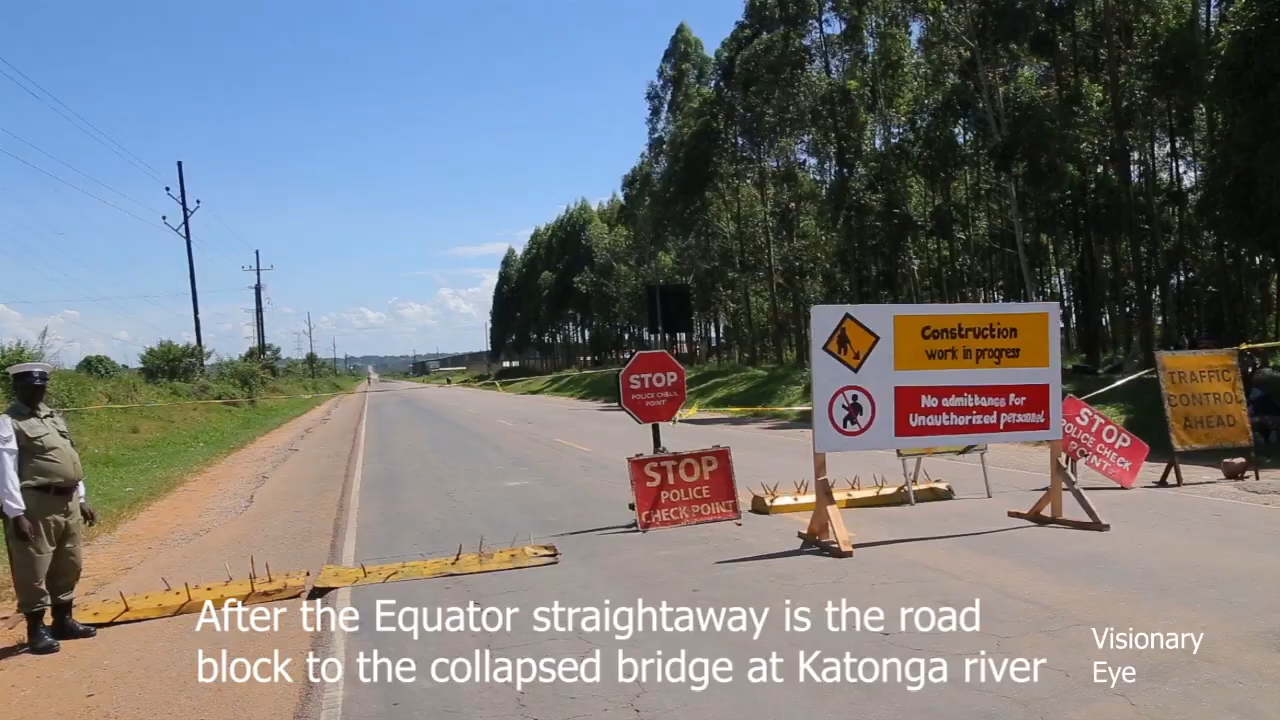 STOP
POLICE CHECK
POINT
STOP
POLICE
CHECK POINT
Construction
work in progress
No admittance For
Unauthorized personnel
STOP
POLICE CHECK
POINT
TRAFFIC
CONTROL
AHEAD
After the Equator straightaway is the road
block to the collapsed bridge at Katonga river
Visionary
Eye